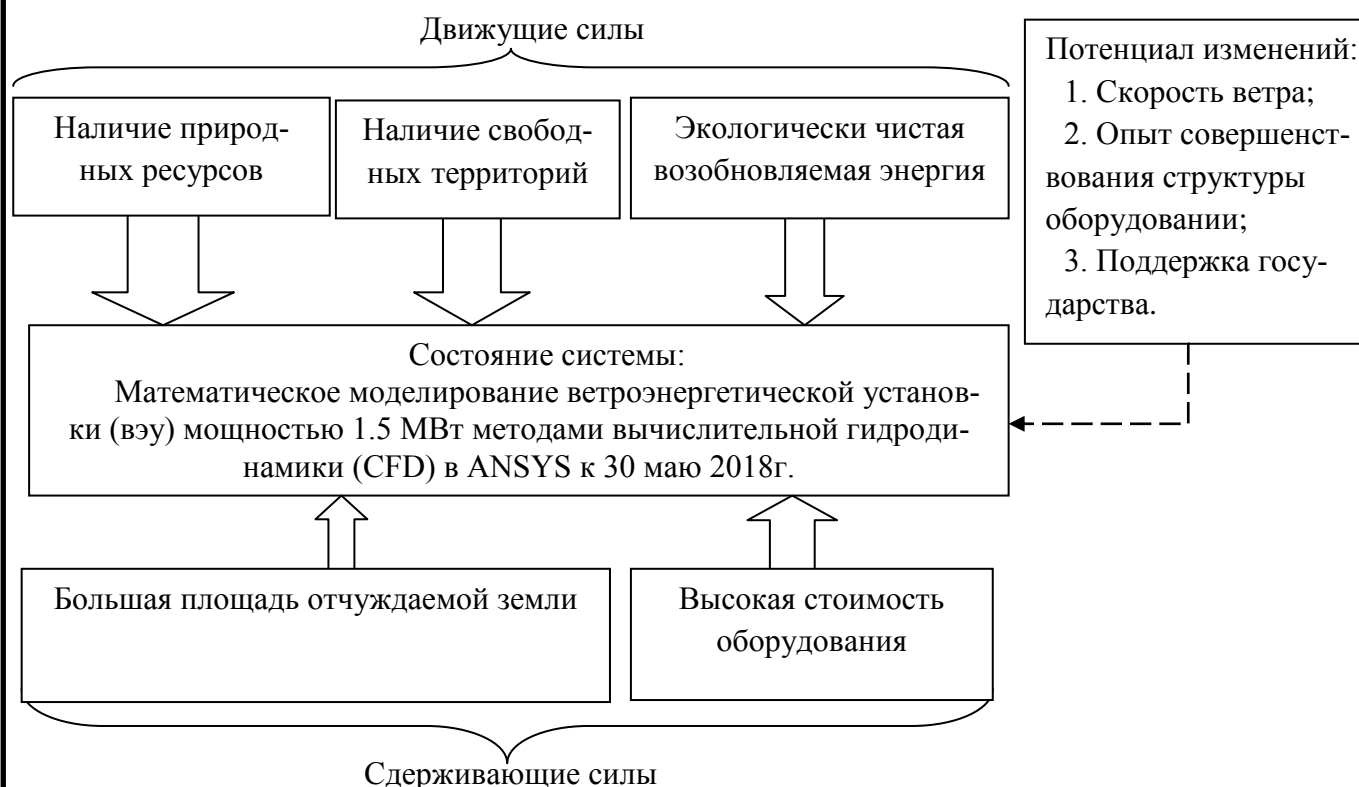 Движущие силы
Наличие природ-
ных ресурсов
Наличие свобод-
ных территорий
Экологически чистая
возобновляемая энергия
Потенциал изменений:
1. Скорость ветра;
2. Опыт совершенст-
вования структуры
оборудовании;
3. Поддержка госу-
дарства.
Состояние системы:
Математическое моделирование ветроэнергетической установ-
ки (вэу) мощностью 1.5 МВт методами вычислительной гидроди-
намики (CFD) в ANSYS к 30 маю 2018г.
Большая площадь отчуждаемой земли
Высокая стоимость
оборудования
Сдерживающие силы